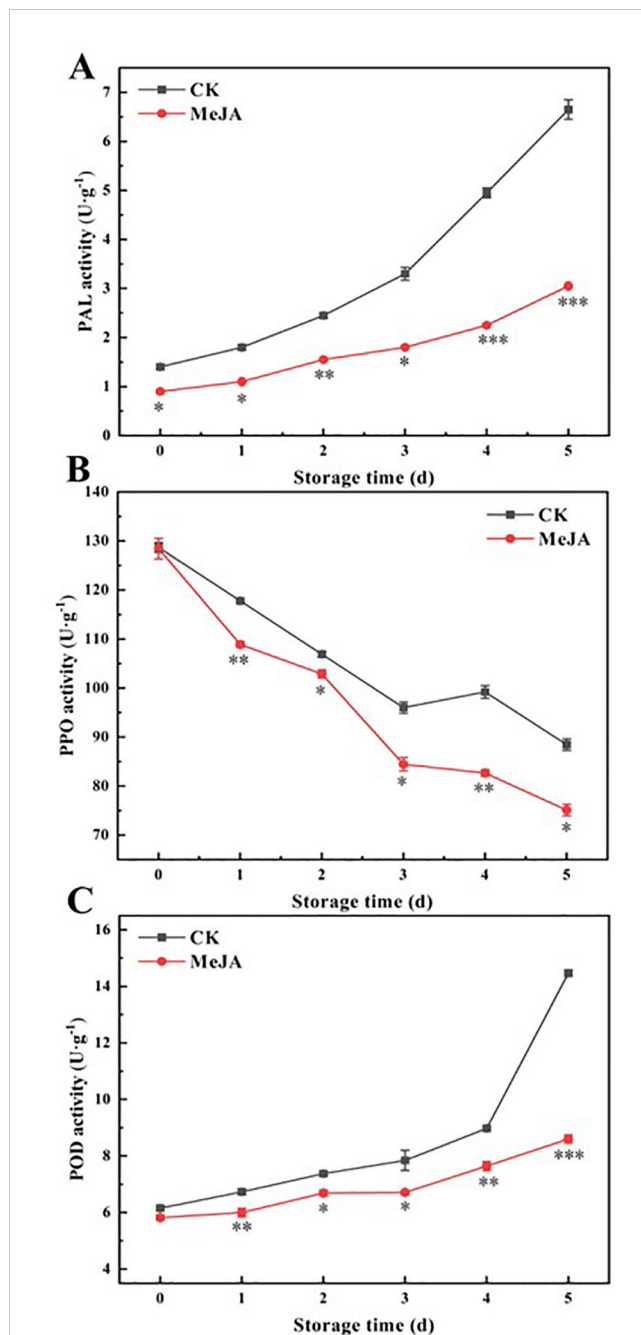 A
CK
MeJA
PAL activity (U·g⁻¹)
7
6
5
4
3
2
1
0
*
*
**
*
***
***
0 1 2 3 4 5
Storage time (d)
B
CK
MeJA
PPO activity (U·g⁻¹)
140
130
120
110
100
90
80
70
**
*
*
**
*
0 1 2 3 4 5
Storage time (d)
C
CK
MeJA
POD activity (U·g⁻¹)
16
14
12
10
8
6
4
**
*
*
**
***
0 1 2 3 4 5
Storage time (d)